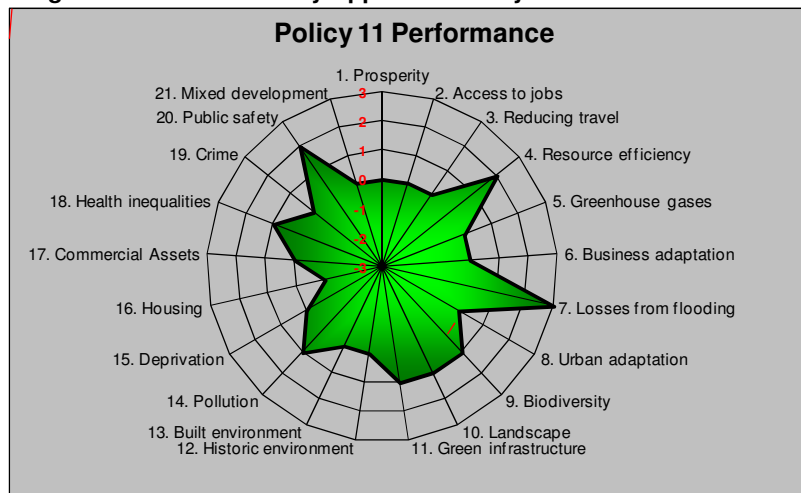 Policy 11 Performance
1. Prosperity
2. Access to jobs
3. Reducing travel
4. Resource efficiency
5. Greenhouse gases
6. Business adaptation
7. Losses from flooding
8. Urban adaptation
9. Biodiversity
10. Landscape
11. Green infrastructure
12. Historic environment
13. Built environment
14. Pollution
15. Deprivation
16. Housing
17. Commercial Assets
18. Health inequalities
19. Crime
20. Public safety
21. Mixed development
3
2
1
0
-1
-2
-3